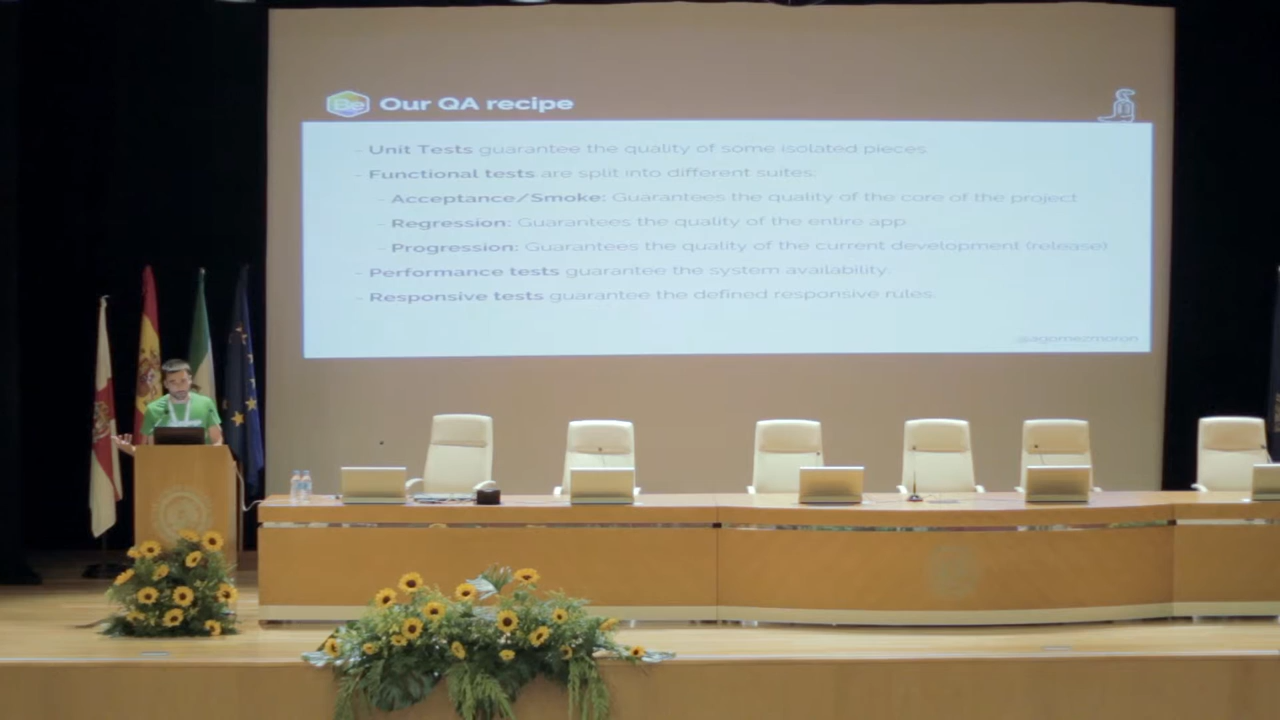 Be Our QA recipe
- Unit Tests guarantee the quality of some isolated pieces.
- Functional tests are split into different suites:
- Acceptance/Smoke: Guarantees the quality of the core of the project
- Regression: Guarantees the quality of the entire app
- Progression: Guarantees the quality of the current development (release)
- Performance tests guarantee the system availability.
- Responsive tests guarantee the defined responsive rules.
@agomezmoron